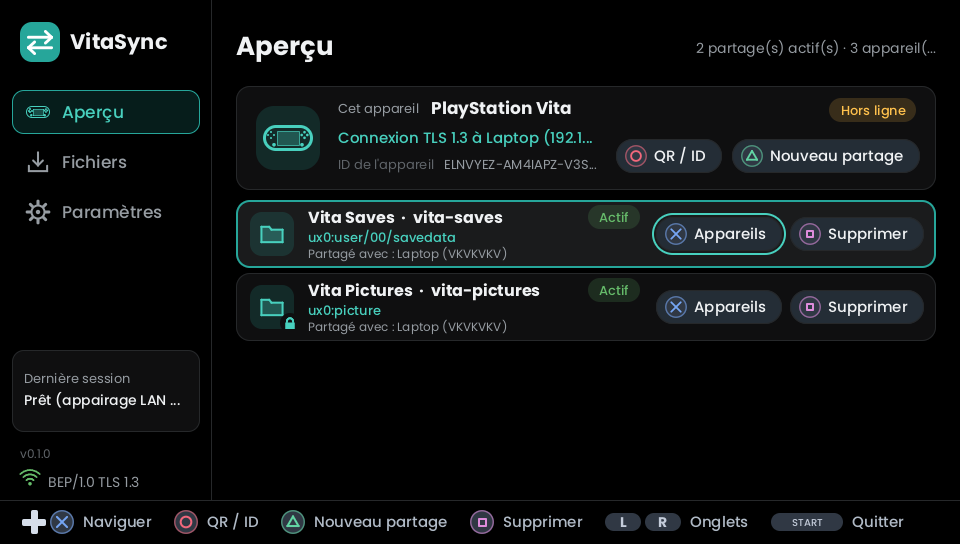 VitaSync
Aperçu
Fichiers
Paramètres
Dernière session
Prêt (appairage LAN ...
v0.1.0
BEP/1.0 TLS 1.3
Aperçu
2 partage(s) actif(s) · 3 appareil(...
Cet appareil PlayStation Vita
Hors ligne
Connexion TLS 1.3 à Laptop (192.1...
ID de l'appareil ELNVYEZ-AM4IAPZ-V3S...
QR / ID
Nouveau partage
Vita Saves · vita-saves
Actif
ux0:user/00/savedata
Partagé avec : Laptop (VKVKVKV)
Appareils
Supprimer
Vita Pictures · vita-pictures
Actif
ux0:picture
Partagé avec : Laptop (VKVKVKV)
Appareils
Supprimer
Naviguer QR / ID Nouveau partage Supprimer L R Onglets START Quitter